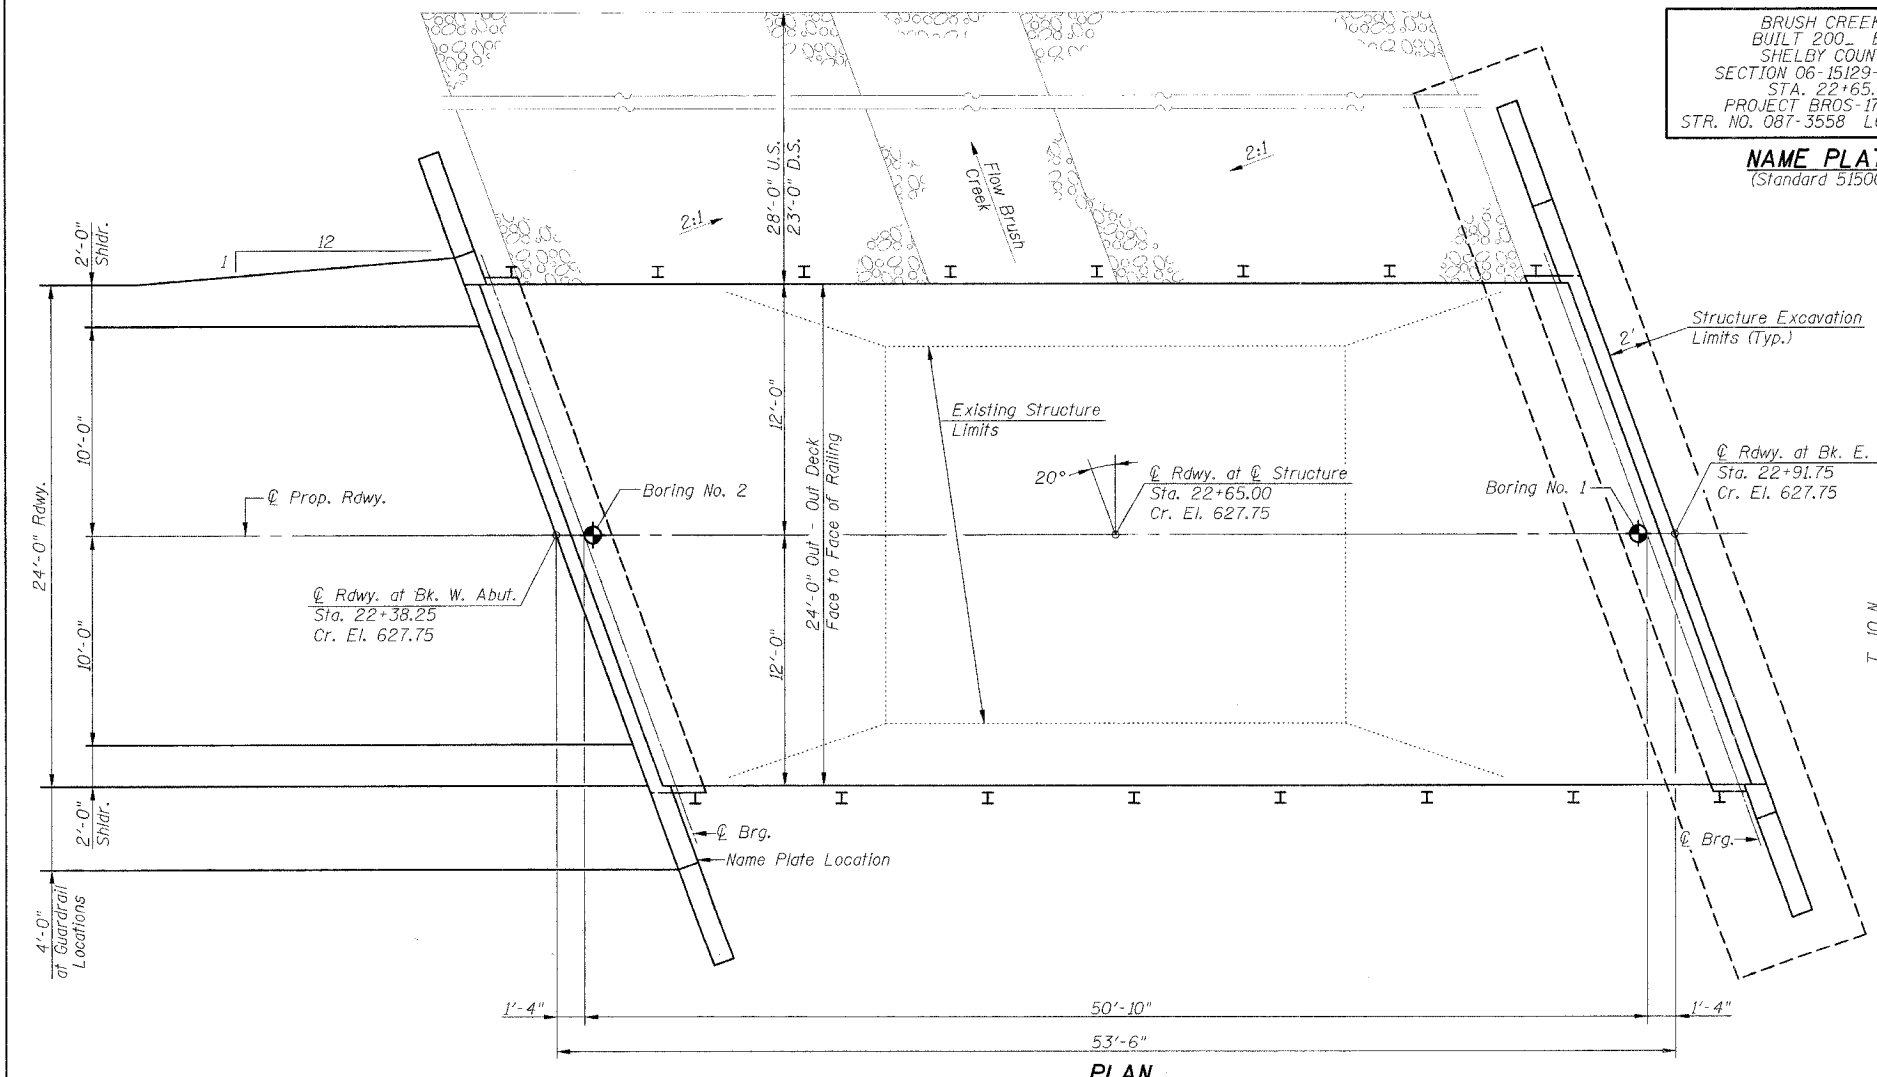 BRUSH CREEK
BUILT 200_
SHELBY COUN
SECTION 06-15129-
STA. 22+65.
PROJECT BROS-17
STR. NO. 087-3558
NAME PLAT
(Standard 51500
28'-0" U.S.
23'-0" D.S.
Flow Brush
Creek
2:1
2:1
2'-0"
Shldr.
12
1
Structure Excavation
Limits (Typ.)
2'
24'-0" Rdwy.
10'-0"
12'-0"
24'-0" Out - Out Deck
Face to Face of Railing
Existing Structure
Limits
20°
℄ Rdwy. at ℄ Structure
Sta. 22+65.00
Cr. El. 627.75
℄ Rdwy. at Bk. E.
Sta. 22+91.75
Cr. El. 627.75
Boring No. 1
Boring No. 2
℄ Prop. Rdwy.
℄ Rdwy. at Bk. W. Abut.
Sta. 22+38.25
Cr. El. 627.75
T. 10 N.
10'-0"
12'-0"
2'-0"
Shldr.
℄ Brg.
Name Plate Location
℄ Brg.
4'-0"
at Guardrail
Locations
1'-4"
50'-10"
1'-4"
53'-6"
PLAN